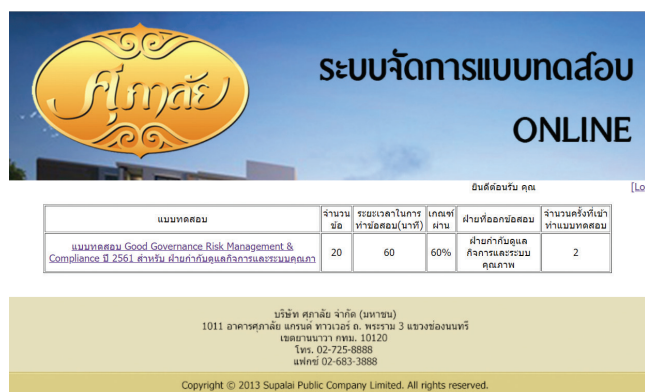 ศุภาลัย
ระบบจัดการแบบทดสอบ
ONLINE
ยินดีต้อนรับ คุณ [Lo
แบบทดสอบ จำนวนข้อ ระยะเวลาในการทำข้อสอบ(นาที) เกณฑ์ผ่าน ฝ่ายที่ออกข้อสอบ จำนวนครั้งที่เข้าทำแบบทดสอบ
แบบทดสอบ Good Governance Risk Management &
Compliance ปี 2561 สำหรับ ฝ่ายกำกับดูแลกิจการและระบบคุณภา
20 60 60% ฝ่ายกำกับดูแลกิจการและระบบคุณภาพ 2
บริษัท ศุภาลัย จำกัด (มหาชน)
1011 อาคารศุภาลัย แกรนด์ ทาวเวอร์ ถ. พระราม 3 แขวงช่องนนทรี
เขตยานนาวา กทม. 10120
โทร. 02-725-8888
แฟกซ์ 02-683-3888
Copyright © 2013 Supalai Public Company Limited. All rights reserved.